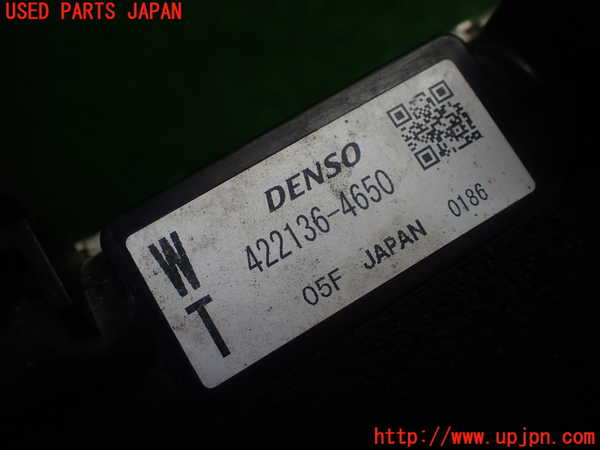 USED PARTS JAPAN
DENSO
422136-4650
05F JAPAN 0186
W
T
http://www.upjpn.com/